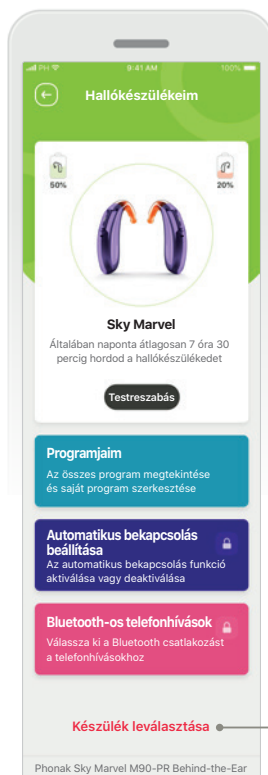 PH 9:41 AM 100%
Hallókészülékeim
50% 20%
Sky Marvel
Általában naponta átlagosan 7 óra 30
percig hordod a hallókészülékedet
Testreszabás
Programjaim
Az összes program megtekintése
és saját program szerkesztése
Automatikus bekapcsolás
beállítása
Az automatikus bekapcsolás funkció
aktiválása vagy deaktiválása
Bluetooth-os telefonhívások
Válassza ki a Bluetooth csatlakozást
a telefonhívásokhoz
Készülék leválasztása
Phonak Sky Marvel M90-PR Behind-the-Ear